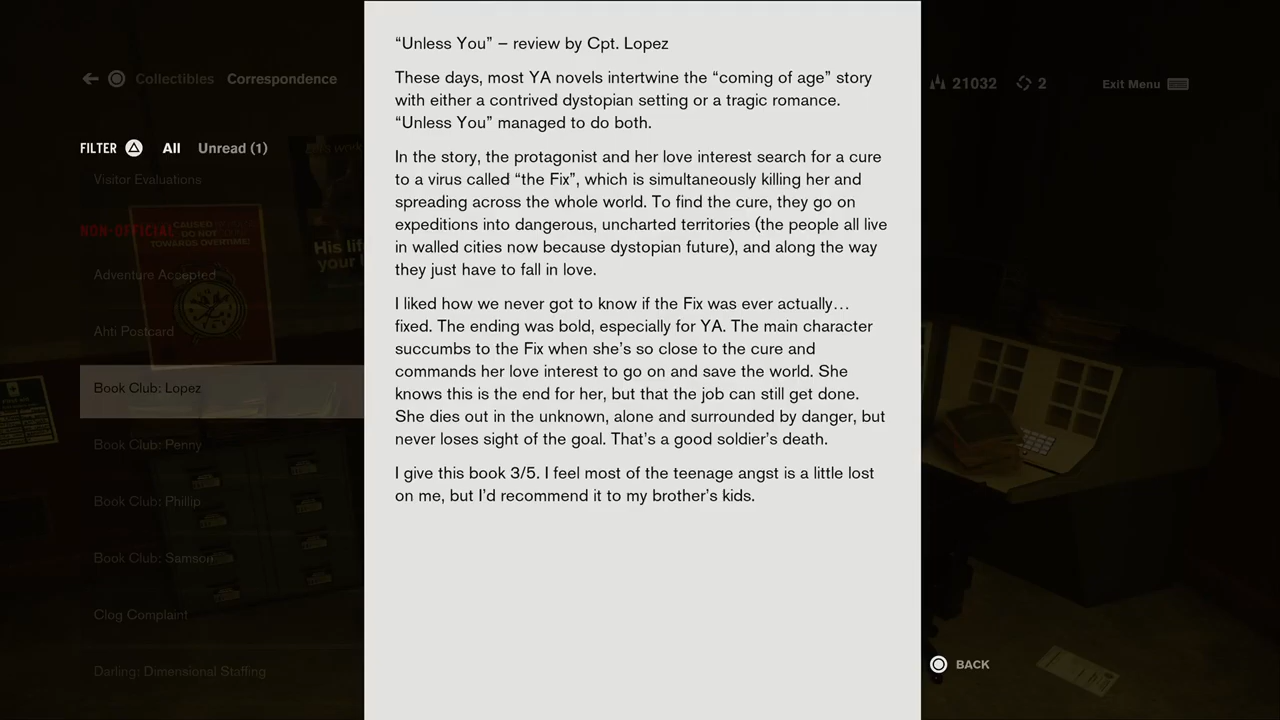 “Unless You” – review by Cpt. Lopez
These days, most YA novels intertwine the “coming of age” story
with either a contrived dystopian setting or a tragic romance.
“Unless You” managed to do both.
In the story, the protagonist and her love interest search for a cure
to a virus called “the Fix”, which is simultaneously killing her and
spreading across the whole world. To find the cure, they go on
expeditions into dangerous, uncharted territories (the people all live
in walled cities now because dystopian future), and along the way
they just have to fall in love.
I liked how we never got to know if the Fix was ever actually…
fixed. The ending was bold, especially for YA. The main character
succumbs to the Fix when she’s so close to the cure and
commands her love interest to go on and save the world. She
knows this is the end for her, but that the job can still get done.
She dies out in the unknown, alone and surrounded by danger, but
never loses sight of the goal. That’s a good soldier’s death.
I give this book 3/5. I feel most of the teenage angst is a little lost
on me, but I’d recommend it to my brother’s kids.
Collectibles Correspondence
FILTER All Unread (1)
Visitor Evaluations
NON-OFFICIAL
Adventure Accepted
Ahti Postcard
Book Club: Lopez
Book Club: Penny
Book Club: Phillip
Book Club: Samson
Clog Complaint
Darling: Dimensional Staffing
CAUSED
DO NOT
TOWARDS OVERTIME!
His lif
your l
21032 2 Exit Menu
BACK